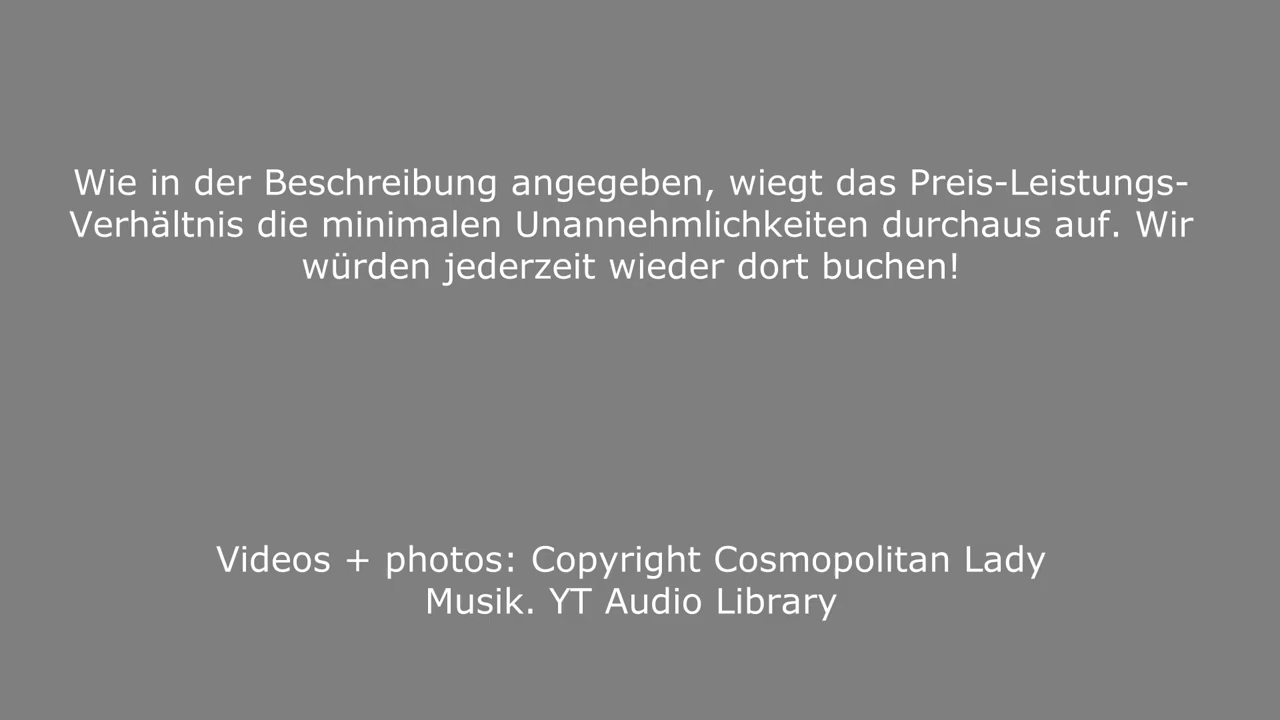 Wie in der Beschreibung angegeben, wiegt das Preis-Leistungs-
Verhältnis die minimalen Unannehmlichkeiten durchaus auf. Wir
würden jederzeit wieder dort buchen!
Videos + photos: Copyright Cosmopolitan Lady
Musik. YT Audio Library